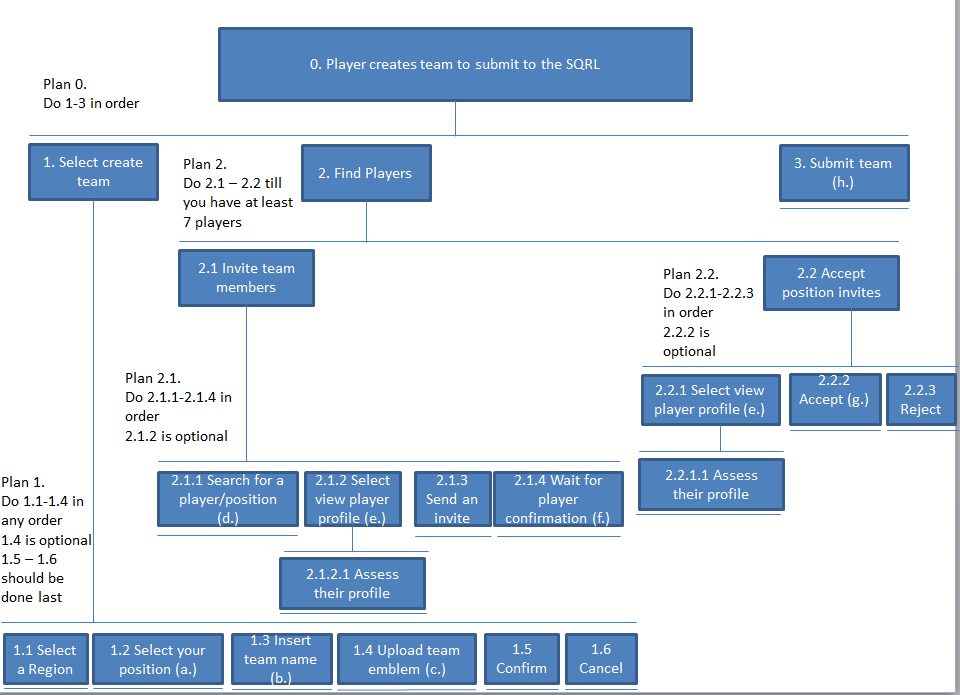 0. Player creates team to submit to the SQRL
Plan 0.
Do 1-3 in order
1. Select create
team
Plan 2.
Do 2.1 – 2.2 till
you have at least
7 players
2. Find Players
3. Submit team
(h.)
2.1 Invite team
members
Plan 2.2.
Do 2.2.1-2.2.3
in order
2.2.2 is
optional
2.2 Accept
position invites
Plan 2.1.
Do 2.1.1-2.1.4 in
order
2.1.2 is optional
2.2.1 Select view
player profile (e.)
2.2.2
Accept (g.)
2.2.3
Reject
2.2.1.1 Assess
their profile
2.1.1 Search for a
player/position
(d.)
2.1.2 Select
view player
profile (e.)
2.1.3
Send an
invite
2.1.4 Wait for
player
confirmation (f.)
2.1.2.1 Assess
their profile
Plan 1.
Do 1.1-1.4 in
any order
1.4 is optional
1.5 – 1.6
should be
done last
1.1 Select
a Region
1.2 Select your
position (a.)
1.3 Insert
team name
(b.)
1.4 Upload team
emblem (c.)
1.5
Confirm
1.6
Cancel